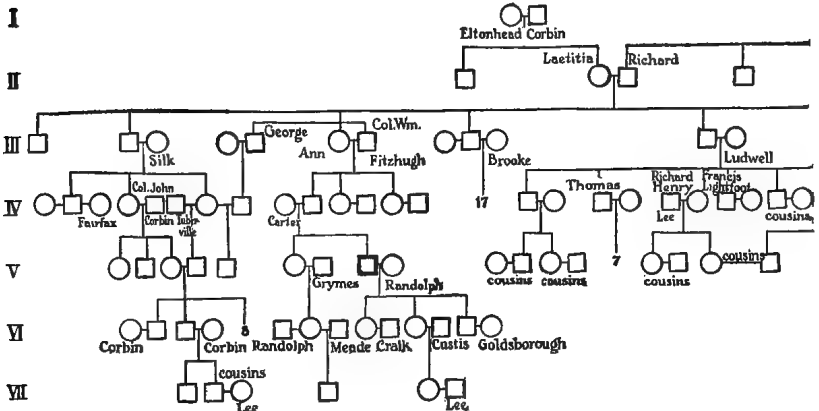 I
Eltonhead Corbin
II
Laetitia Richard
III
Silk
George
Ann
Col. Wm.
Fitzhugh
Brooke
Ludwell
IV
Fairfax
Col. John
Corbin
Tuber-
ville
Carter
17
Thomas
Richard
Henry
Lee
Francis
Lightfoot
cousins
V
Grymes
Randolph
cousins
cousins
7
cousins
cousins
VI
Corbin
Corbin
8
Randolph
Meade
Craik
Custis
Goldsborough
VII
cousins
Lee
Lee